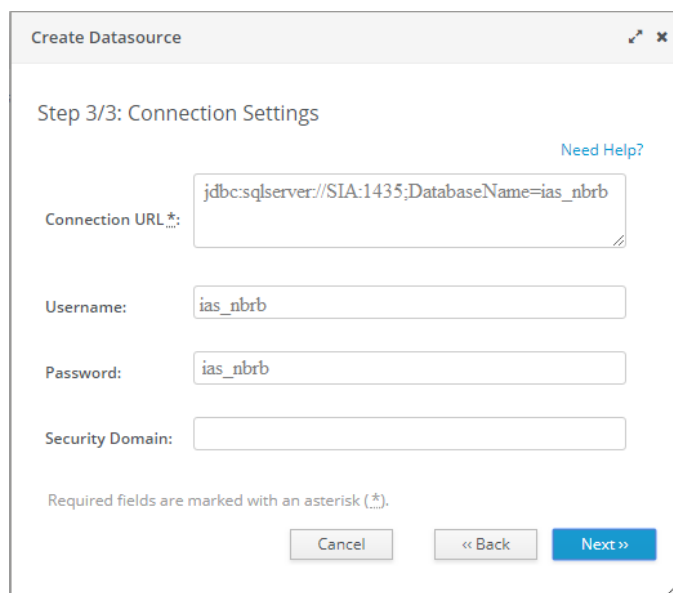 Create Datasource
Step 3/3: Connection Settings
Need Help?
Connection URL*: jdbc:sqlserver://SIA:1435;DatabaseName=ias_nbrb
Username: ias_nbrb
Password: ias_nbrb
Security Domain:
Required fields are marked with an asterisk (*).
Cancel ‹‹ Back Next ››